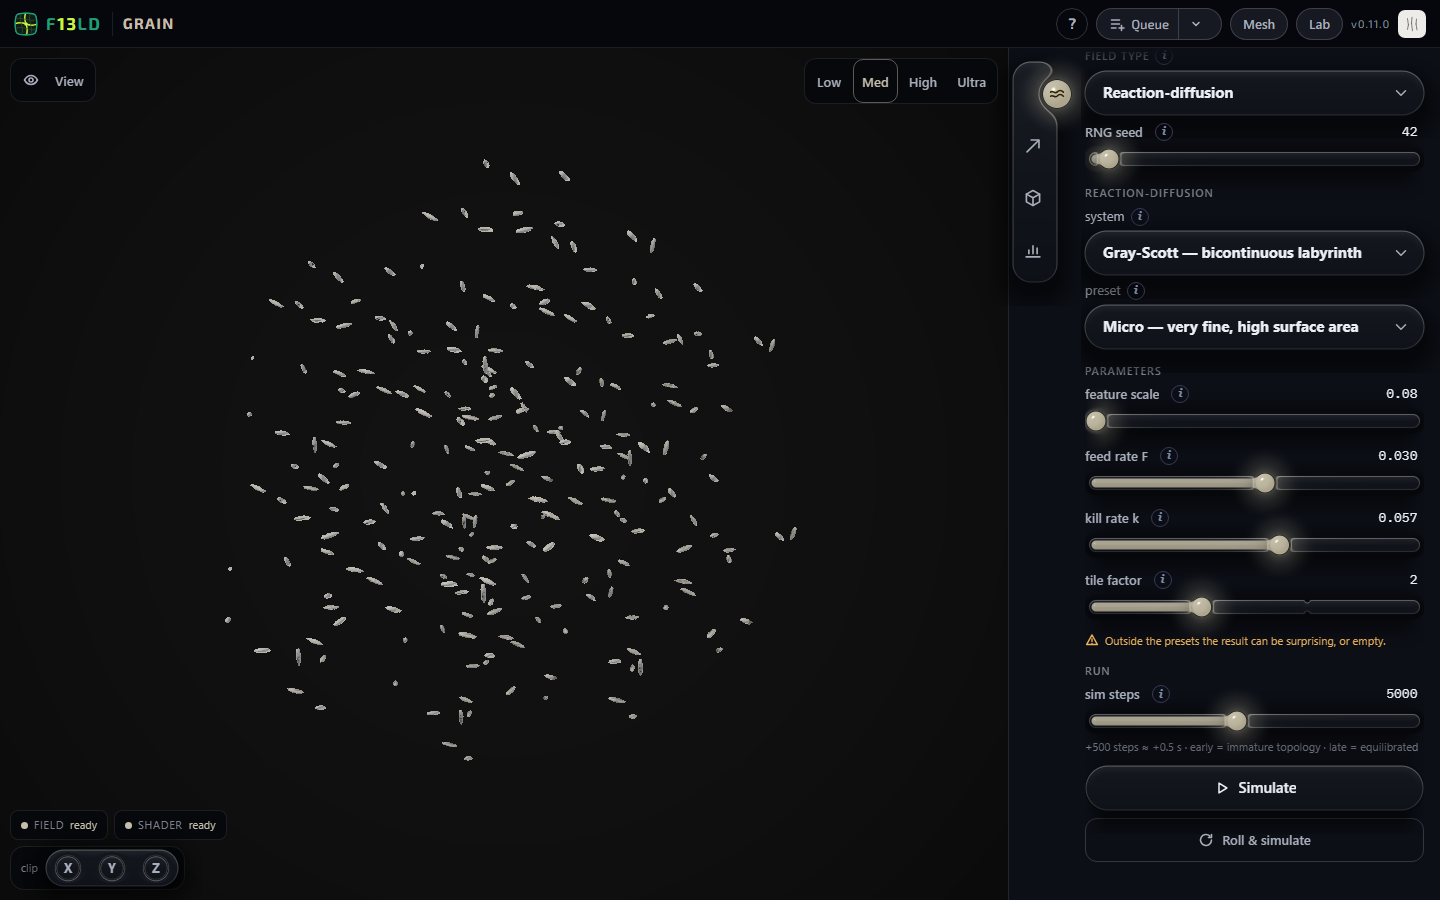 F13LD GRAIN
? Queue Mesh Lab v0.11.0
View
Low Med High Ultra
FIELD TYPE i
Reaction-diffusion
RNG seed i 42
REACTION-DIFFUSION
system i
Gray-Scott — bicontinuous labyrinth
preset i
Micro — very fine, high surface area
PARAMETERS
feature scale i 0.08
feed rate F i 0.030
kill rate k i 0.057
tile factor i 2
Outside the presets the result can be surprising, or empty.
RUN
sim steps i 5000
+500 steps ≈ +0.5 s · early = immature topology · late = equilibrated
Simulate
Roll & simulate
FIELD ready SHADER ready
clip X Y Z